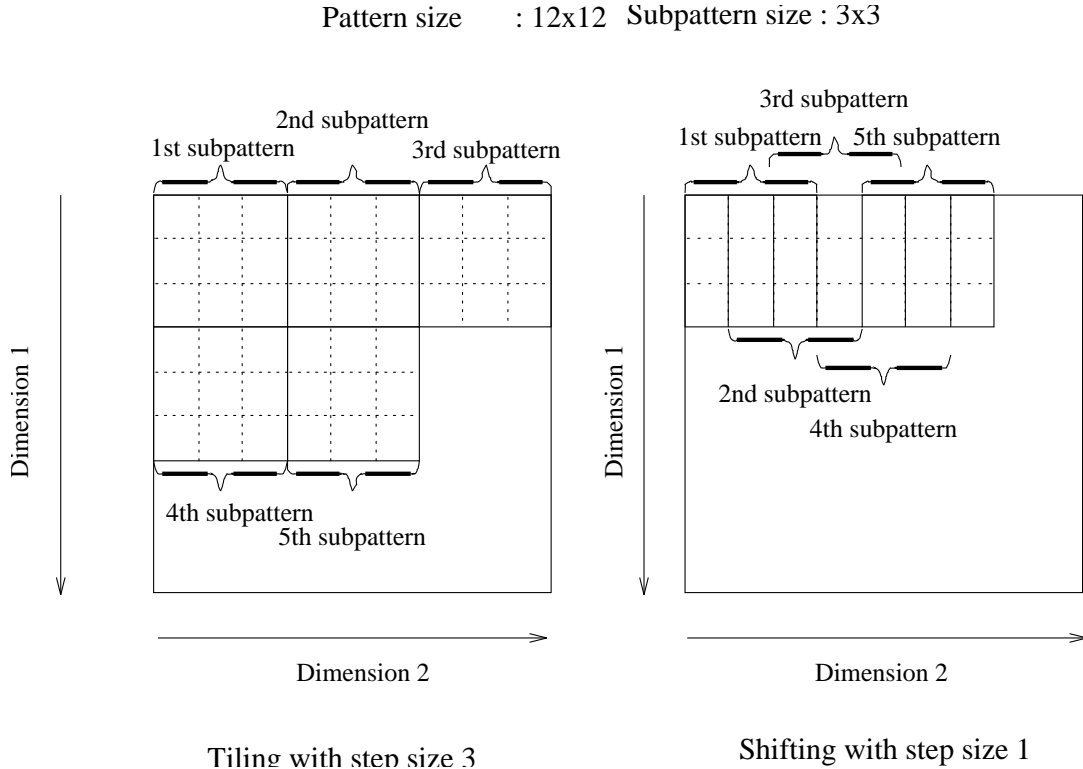 Pattern size : 12x12 Subpattern size : 3x3
2nd subpattern
1st subpattern
3rd subpattern
4th subpattern
5th subpattern
Dimension 1
Dimension 2
Tiling with step size 3
3rd subpattern
1st subpattern
5th subpattern
2nd subpattern
4th subpattern
Dimension 1
Dimension 2
Shifting with step size 1